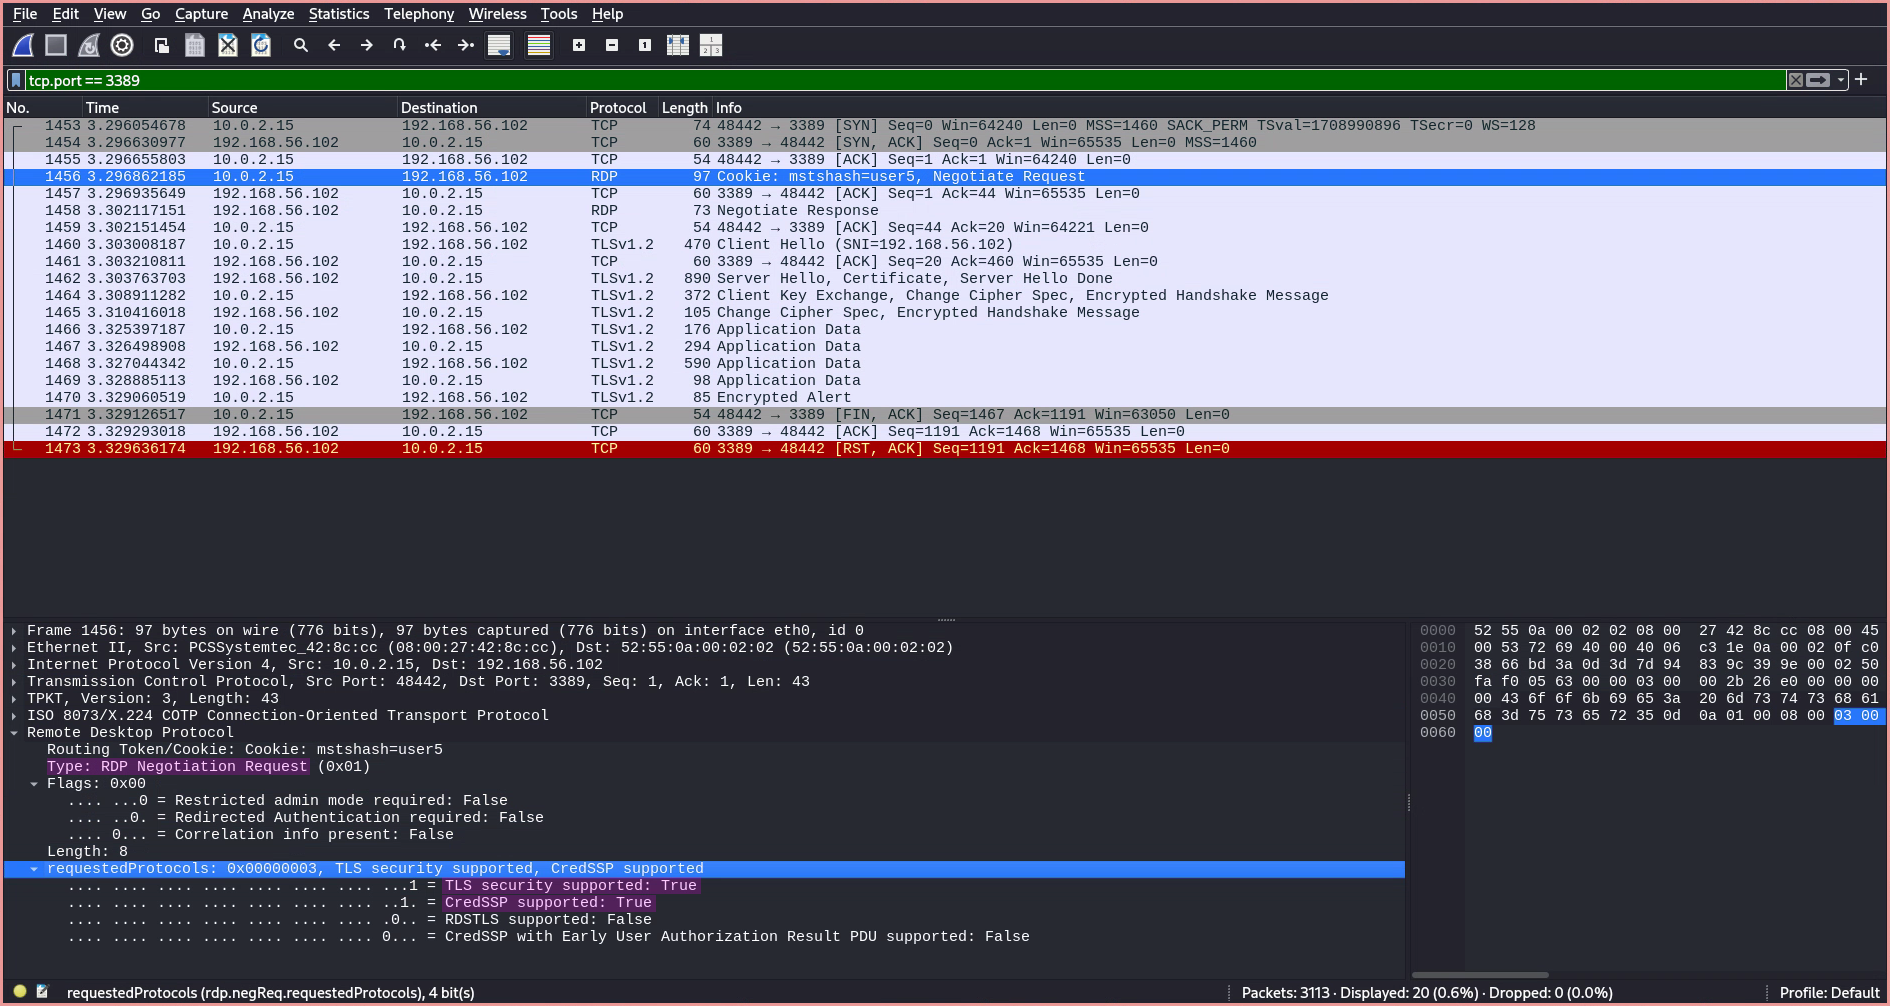 File Edit View Go Capture Analyze Statistics Telephony Wireless Tools Help
tcp.port == 3389
No. Time Source Destination Protocol Length Info
1453 3.296054678 10.0.2.15 192.168.56.102 TCP 74 48442 → 3389 [SYN] Seq=0 Win=64240 Len=0 MSS=1460 SACK_PERM TSval=1708990896 TSecr=0 WS=128
1454 3.296630977 192.168.56.102 10.0.2.15 TCP 60 3389 → 48442 [SYN, ACK] Seq=0 Ack=1 Win=65535 Len=0 MSS=1460
1455 3.296655803 10.0.2.15 192.168.56.102 TCP 54 48442 → 3389 [ACK] Seq=1 Ack=1 Win=64240 Len=0
1456 3.296862185 10.0.2.15 192.168.56.102 RDP 97 Cookie: mstshash=user5, Negotiate Request
1457 3.296935649 192.168.56.102 10.0.2.15 TCP 60 3389 → 48442 [ACK] Seq=1 Ack=44 Win=65535 Len=0
1458 3.302117151 192.168.56.102 10.0.2.15 RDP 73 Negotiate Response
1459 3.302151454 10.0.2.15 192.168.56.102 TCP 54 48442 → 3389 [ACK] Seq=44 Ack=20 Win=64221 Len=0
1460 3.303008187 10.0.2.15 192.168.56.102 TLSv1.2 470 Client Hello (SNI=192.168.56.102)
1461 3.303210811 192.168.56.102 10.0.2.15 TCP 60 3389 → 48442 [ACK] Seq=20 Ack=460 Win=65535 Len=0
1462 3.303763703 192.168.56.102 10.0.2.15 TLSv1.2 890 Server Hello, Certificate, Server Hello Done
1464 3.308911282 10.0.2.15 192.168.56.102 TLSv1.2 372 Client Key Exchange, Change Cipher Spec, Encrypted Handshake Message
1465 3.310416018 192.168.56.102 10.0.2.15 TLSv1.2 105 Change Cipher Spec, Encrypted Handshake Message
1466 3.325397187 10.0.2.15 192.168.56.102 TLSv1.2 176 Application Data
1467 3.326498908 192.168.56.102 10.0.2.15 TLSv1.2 294 Application Data
1468 3.327044342 10.0.2.15 192.168.56.102 TLSv1.2 590 Application Data
1469 3.328885113 192.168.56.102 10.0.2.15 TLSv1.2 98 Application Data
1470 3.329060519 10.0.2.15 192.168.56.102 TLSv1.2 85 Encrypted Alert
1471 3.329126517 10.0.2.15 192.168.56.102 TCP 54 48442 → 3389 [FIN, ACK] Seq=1467 Ack=1191 Win=63050 Len=0
1472 3.329293018 192.168.56.102 10.0.2.15 TCP 60 3389 → 48442 [ACK] Seq=1191 Ack=1468 Win=65535 Len=0
1473 3.329636174 192.168.56.102 10.0.2.15 TCP 60 3389 → 48442 [RST, ACK] Seq=1191 Ack=1468 Win=65535 Len=0
Frame 1456: 97 bytes on wire (776 bits), 97 bytes captured (776 bits) on interface eth0, id 0
Ethernet II, Src: PCSSystemtec_42:8c:cc (08:00:27:42:8c:cc), Dst: 52:55:0a:00:02:02 (52:55:0a:00:02:02)
Internet Protocol Version 4, Src: 10.0.2.15, Dst: 192.168.56.102
Transmission Control Protocol, Src Port: 48442, Dst Port: 3389, Seq: 1, Ack: 1, Len: 43
TPKT, Version: 3, Length: 43
ISO 8073/X.224 COTP Connection-Oriented Transport Protocol
Remote Desktop Protocol
Routing Token/Cookie: Cookie: mstshash=user5
Type: RDP Negotiation Request (0x01)
Flags: 0x00
.... ...0 = Restricted admin mode required: False
.... ..0. = Redirected Authentication required: False
.... 0... = Correlation info present: False
Length: 8
requestedProtocols: 0x00000003, TLS security supported, CredSSP supported
.... .... .... .... .... .... .... ...1 = TLS security supported: True
.... .... .... .... .... .... .... ..1. = CredSSP supported: True
.... .... .... .... .... .... .... .0.. = RDSTLS supported: False
.... .... .... .... .... .... .... 0... = CredSSP with Early User Authorization Result PDU supported: False
0000 52 55 0a 00 02 02 08 00 27 42 8c cc 08 00 45
0010 00 53 72 69 40 00 40 06 c3 1e 0a 00 02 0f c0
0020 38 66 bd 3a 0d 3d 7d 94 83 9c 39 9e 00 02 50
0030 fa f0 05 63 00 00 03 00 00 2b 26 e0 00 00 00
0040 00 43 6f 6f 6b 69 65 3a 20 6d 73 74 73 68 61
0050 68 3d 75 73 65 72 35 0d 0a 01 00 08 00 03 00
0060 00
requestedProtocols (rdp.negReq.requestedProtocols), 4 bit(s)
Packets: 3113 · Displayed: 20 (0.6%) · Dropped: 0 (0.0%)
Profile: Default